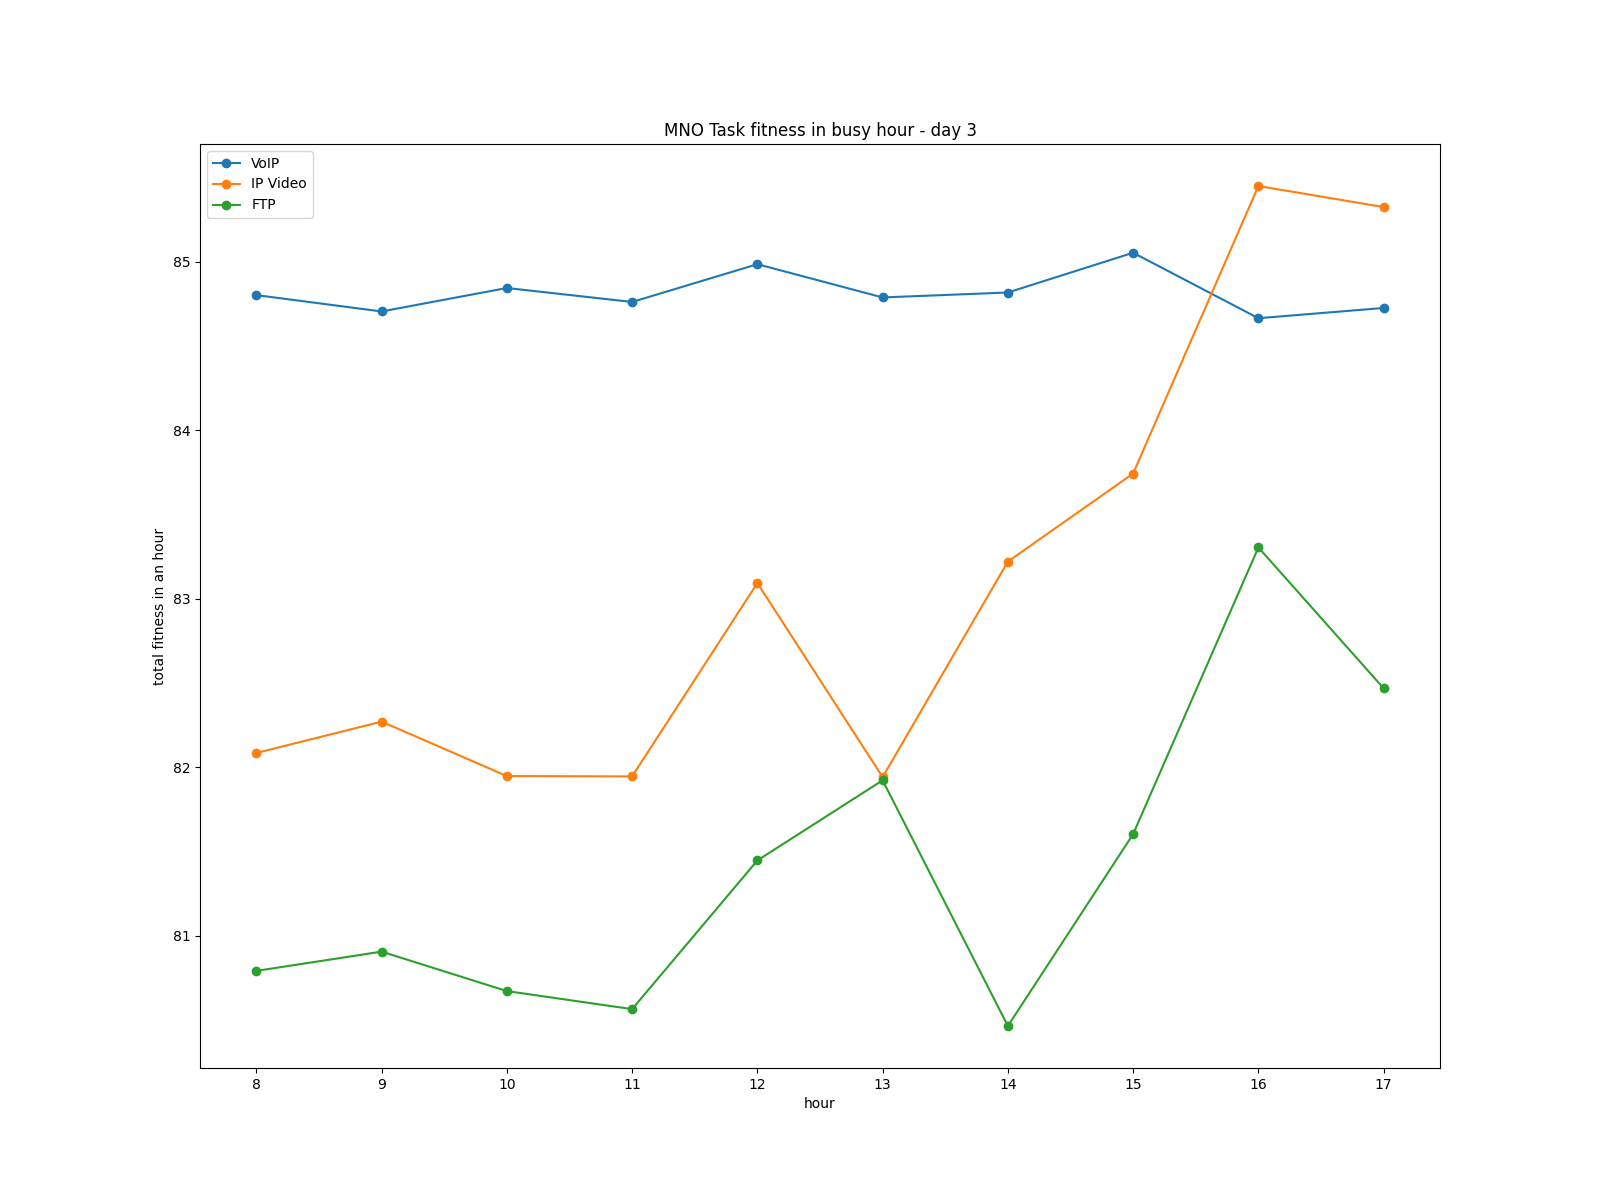 MNO Task fitness in busy hour - day 3
VoIP
IP Video
FTP
85
84
83
82
81
total fitness in an hour
8 9 10 11 12 13 14 15 16 17
hour